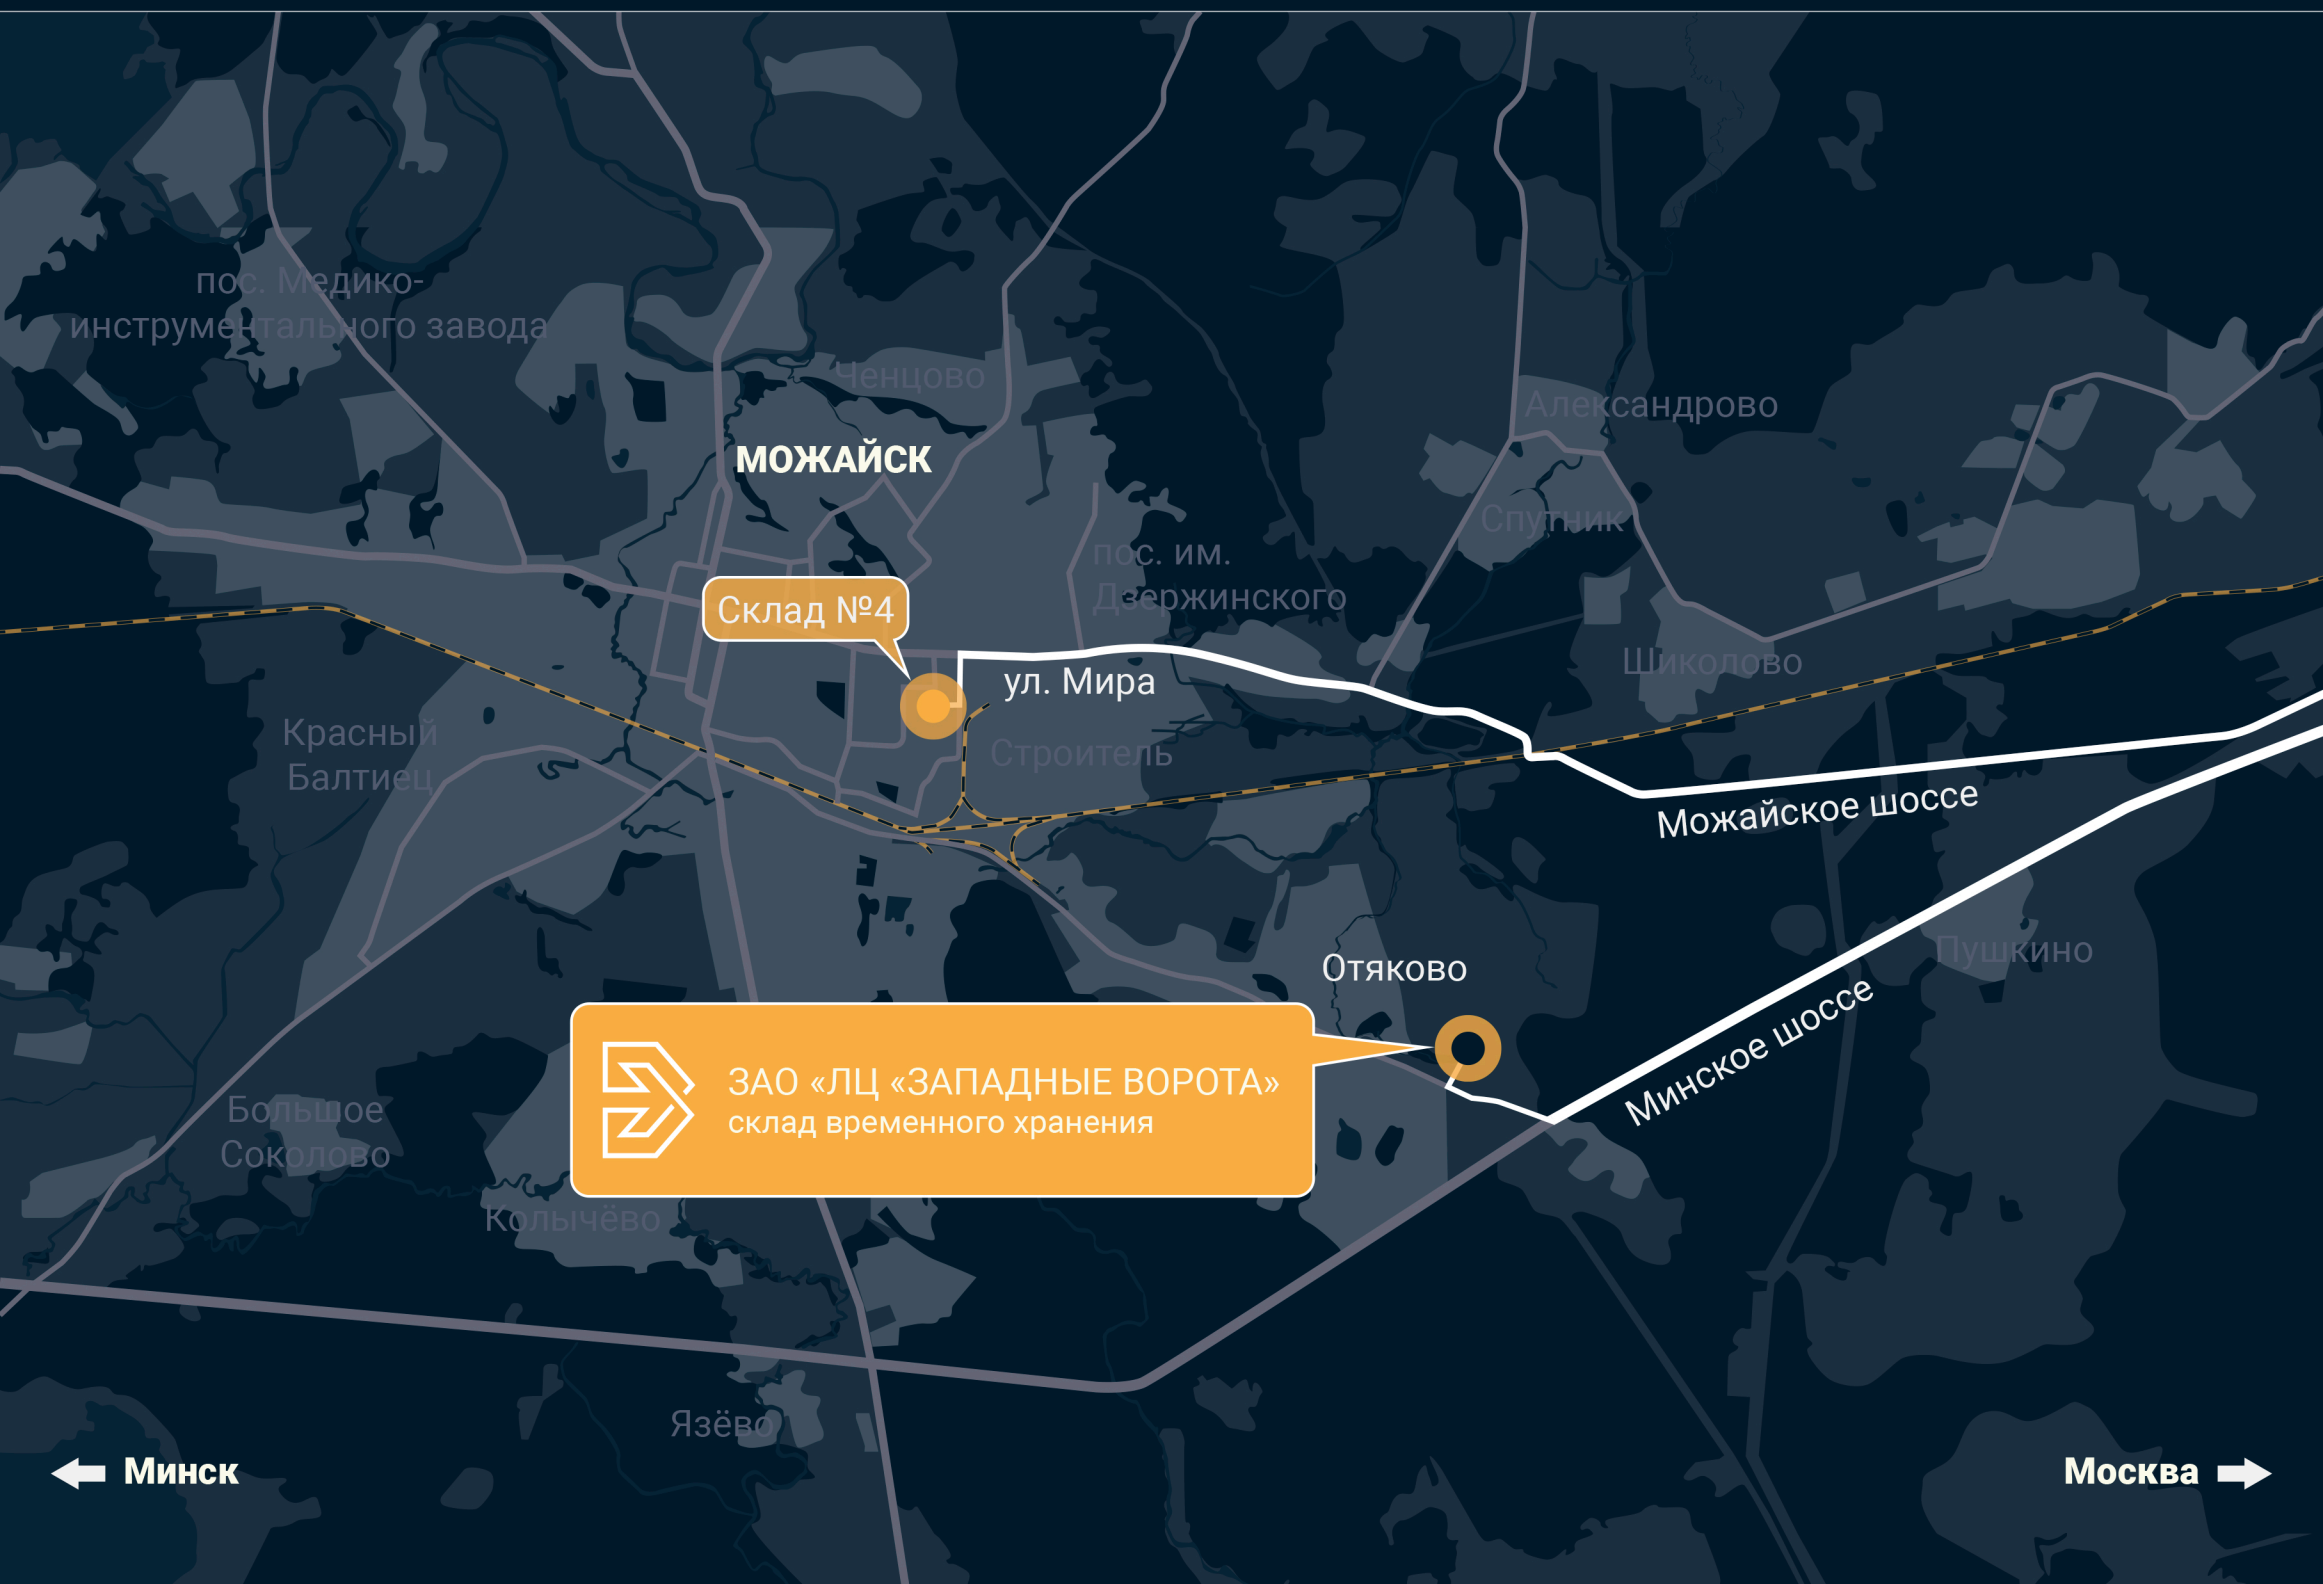 пос. Медико-
инструментального завода
Ченцово
Александрово
МОЖАЙСК
Спутник
пос. им.
Дзержинского
Склад №4
ул. Мира
Шиколово
Красный
Балтиец
Строитель
Можайское шоссе
Пушкино
Отяково
Минское шоссе
ЗАО «ЛЦ «ЗАПАДНЫЕ ВОРОТА»
склад временного хранения
Большое
Соколово
Колычёво
Язёво
Минск
Москва